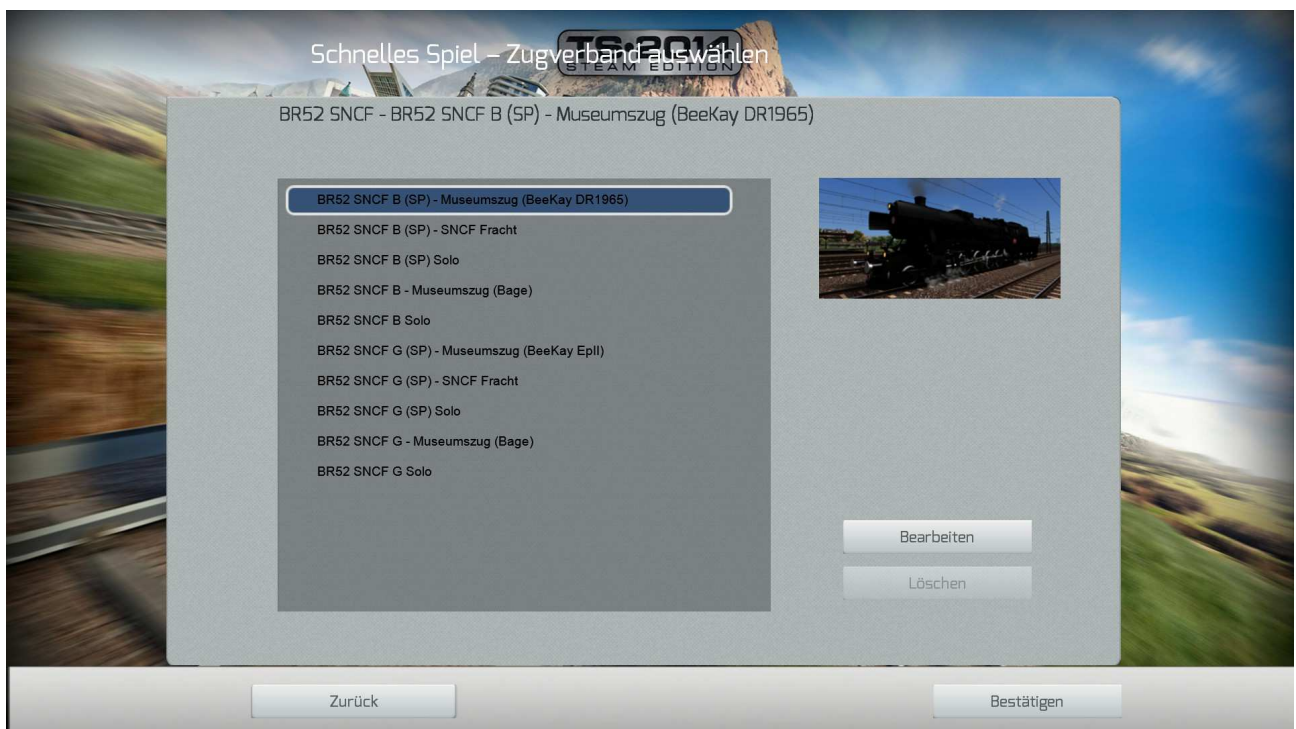 TS2014
STEAM EDITION
Schnelles Spiel – Zugverband auswählen
BR52 SNCF - BR52 SNCF B (SP) - Museumszug (BeeKay DR1965)
BR52 SNCF B (SP) - Museumszug (BeeKay DR1965)
BR52 SNCF B (SP) - SNCF Fracht
BR52 SNCF B (SP) Solo
BR52 SNCF B - Museumszug (Bage)
BR52 SNCF B Solo
BR52 SNCF G (SP) - Museumszug (BeeKay EpII)
BR52 SNCF G (SP) - SNCF Fracht
BR52 SNCF G (SP) Solo
BR52 SNCF G - Museumszug (Bage)
BR52 SNCF G Solo
Bearbeiten
Löschen
Zurück
Bestätigen